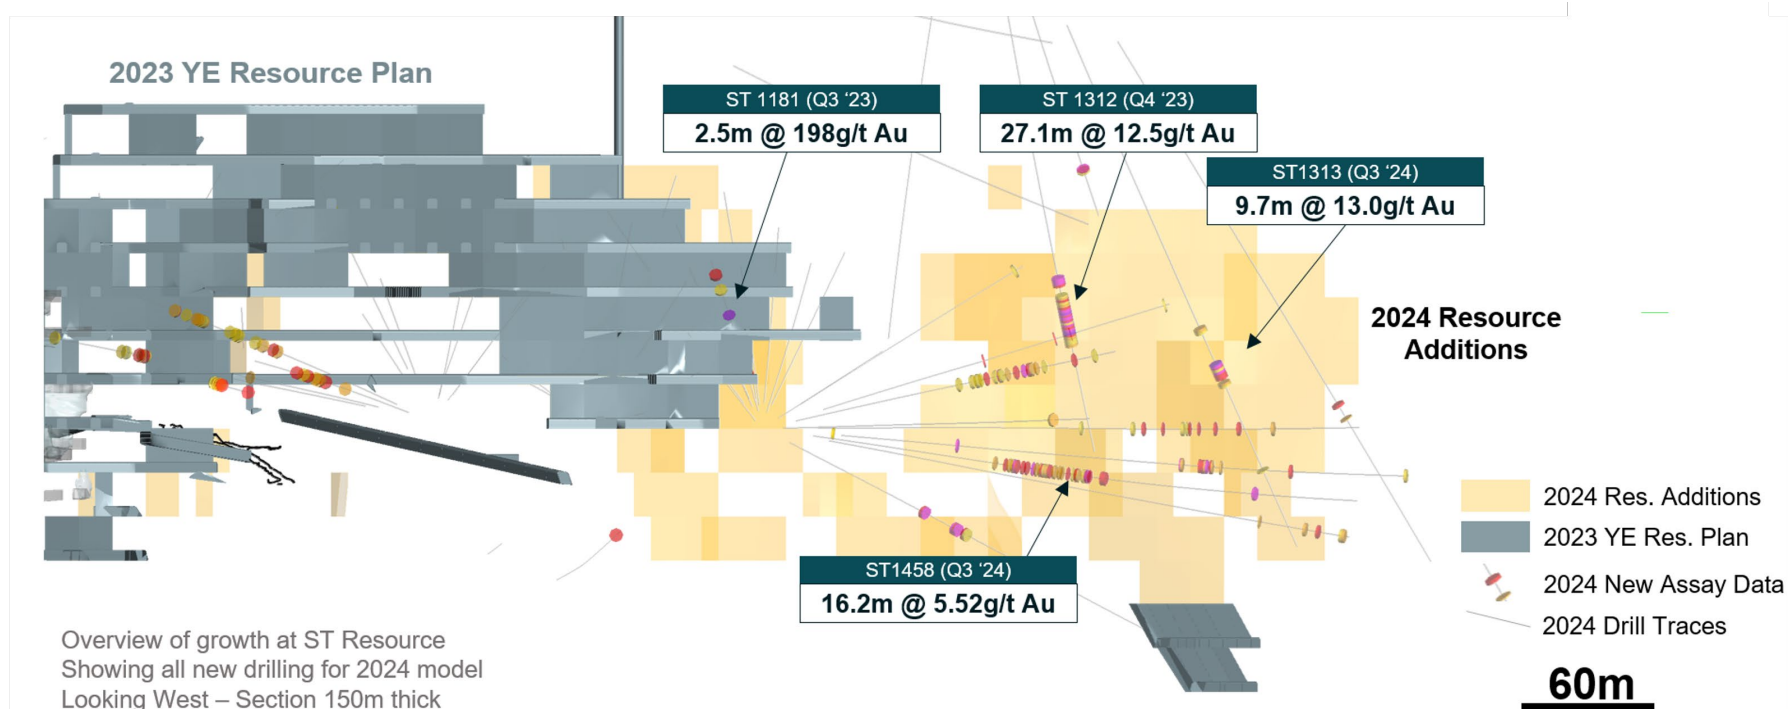 2023 YE Resource Plan
ST 1181 (Q3 ‘23)
2.5m @ 198g/t Au
ST 1312 (Q4 ‘23)
27.1m @ 12.5g/t Au
ST1313 (Q3 ‘24)
9.7m @ 13.0g/t Au
2024 Resource
Additions
ST1458 (Q3 ‘24)
16.2m @ 5.52g/t Au
2024 Res. Additions
2023 YE Res. Plan
2024 New Assay Data
2024 Drill Traces
60m
Overview of growth at ST Resource
Showing all new drilling for 2024 model
Looking West – Section 150m thick